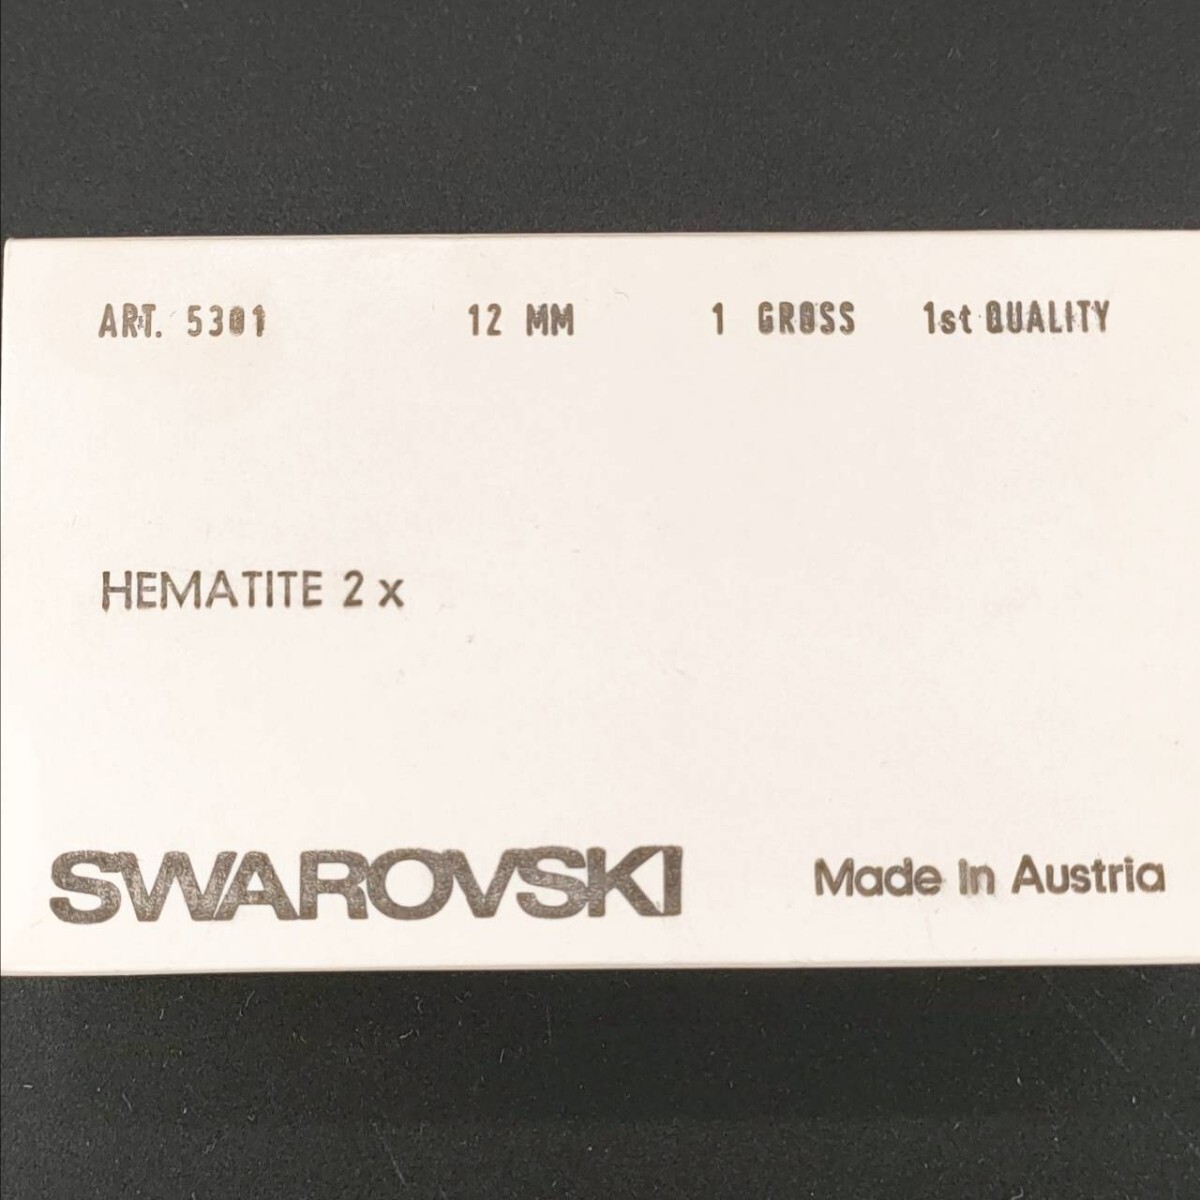 ART. 5301 12 MM 1 GROSS 1st QUALITY
HEMATITE 2 x
SWAROVSKI Made in Austria